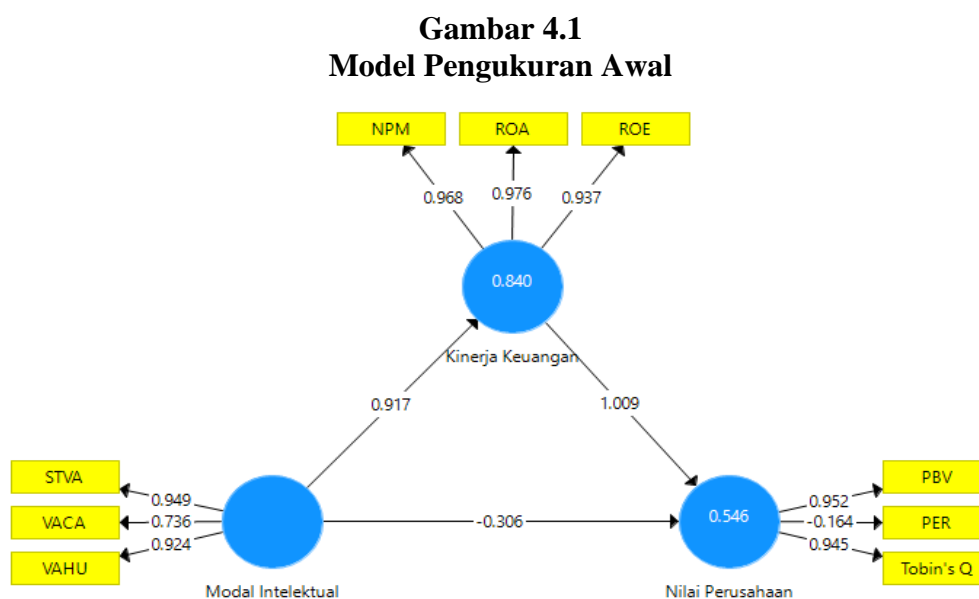 Gambar 4.1
Model Pengukuran Awal
NPM
ROA
ROE
0.968
0.976
0.937
0.840
Kinerja Keuangan
0.917
1.009
STVA
VACA
VAHU
0.949
0.736
0.924
Modal Intelektual
-0.306
0.546
Nilai Perusahaan
0.952
-0.164
0.945
PBV
PER
Tobin's Q